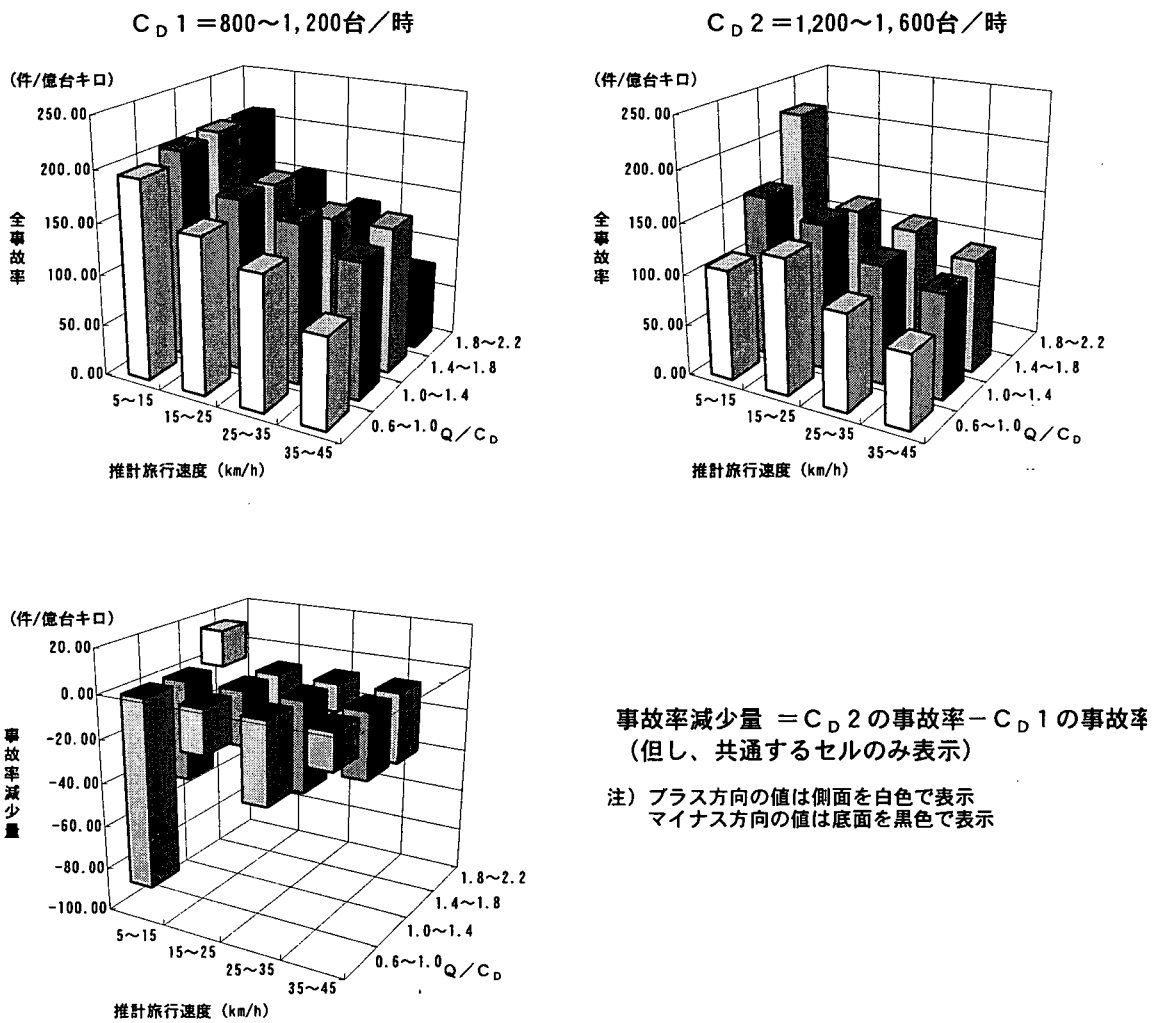 C_D 1＝800～1,200台／時
(件/億台キロ)
250.00
200.00
150.00
100.00
50.00
0.00
全事故率
5～15
15～25
25～35
35～45
推計旅行速度 (km/h)
0.6～1.0
1.0～1.4
1.4～1.8
1.8～2.2
Q／C_D
C_D 2＝1,200～1,600台／時
(件/億台キロ)
250.00
200.00
150.00
100.00
50.00
0.00
全事故率
5～15
15～25
25～35
35～45
推計旅行速度 (km/h)
0.6～1.0
1.0～1.4
1.4～1.8
1.8～2.2
Q／C_D
(件/億台キロ)
20.00
0.00
-20.00
-40.00
-60.00
-80.00
-100.00
事故率減少量
5～15
15～25
25～35
35～45
推計旅行速度 (km/h)
0.6～1.0
1.0～1.4
1.4～1.8
1.8～2.2
Q／C_D
事故率減少量 ＝C_D 2の事故率－C_D 1の事故率
（但し、共通するセルのみ表示）
注）プラス方向の値は側面を白色で表示
マイナス方向の値は底面を黒色で表示